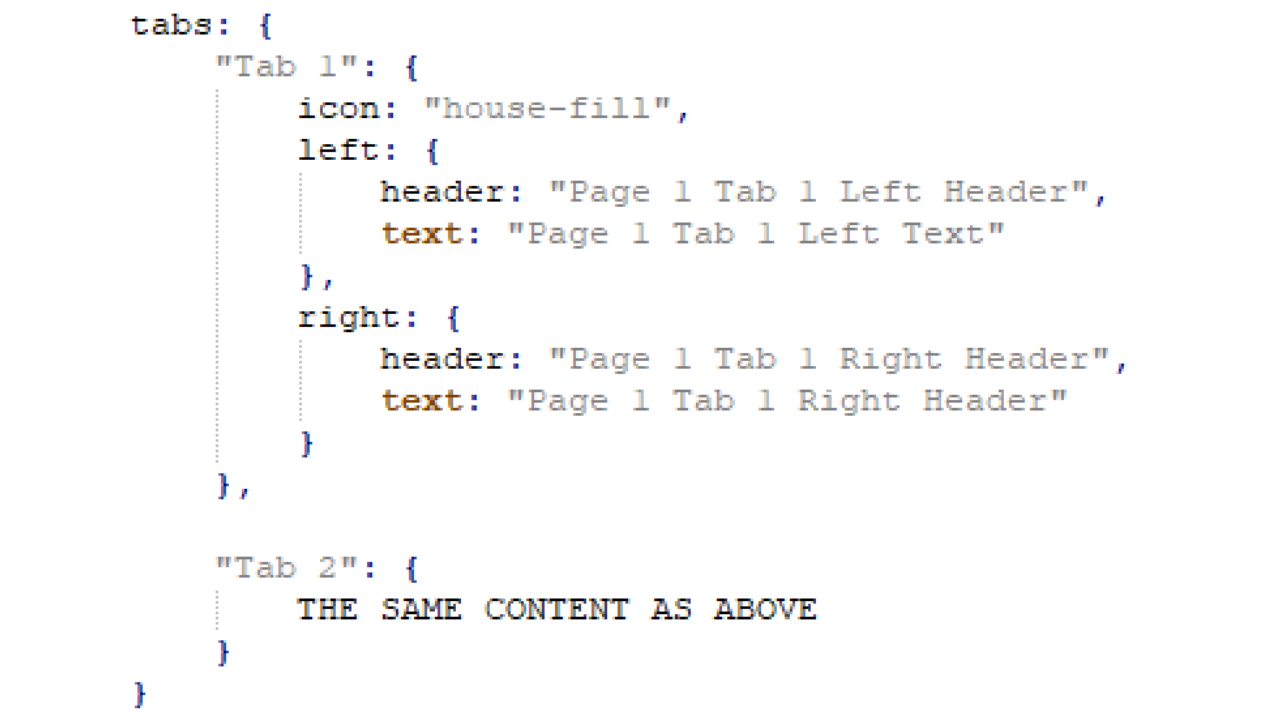 tabs: {
"Tab 1": {
icon: "house-fill",
left: {
header: "Page 1 Tab 1 Left Header",
text: "Page 1 Tab 1 Left Text"
},
right: {
header: "Page 1 Tab 1 Right Header",
text: "Page 1 Tab 1 Right Header"
}
},
"Tab 2": {
THE SAME CONTENT AS ABOVE
}
}